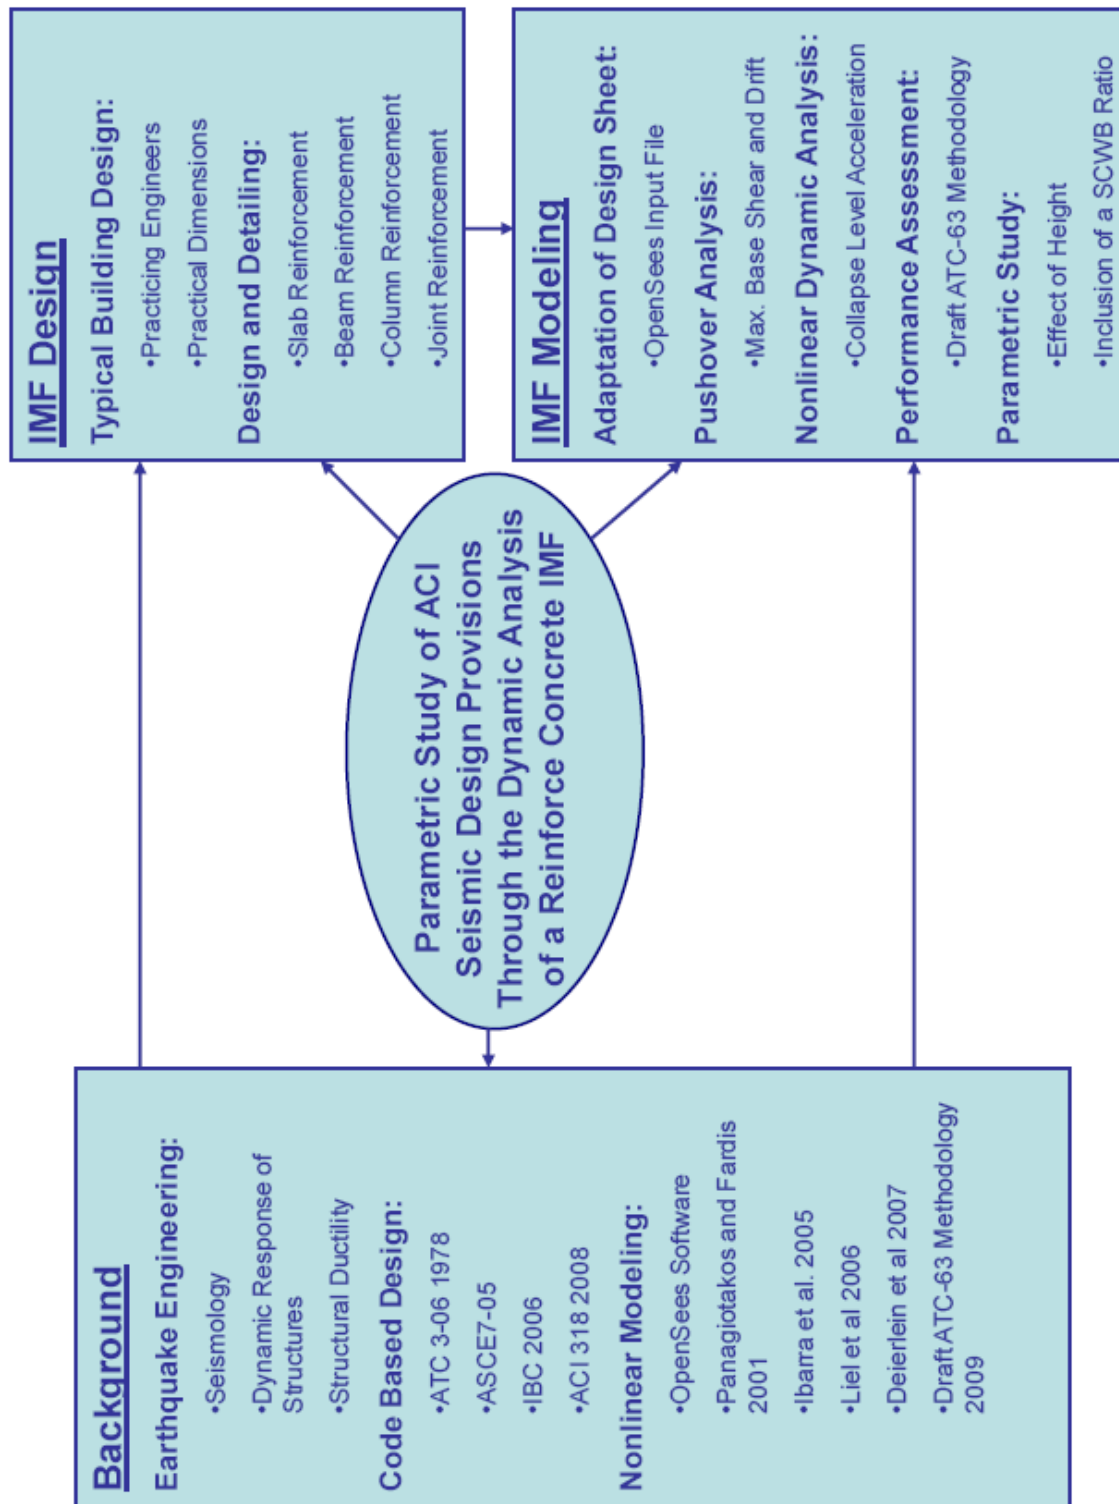 Background
Earthquake Engineering:
•Seismology
•Dynamic Response of
Structures
•Structural Ductility
Code Based Design:
•ATC 3-06 1978
•ASCE7-05
•IBC 2006
•ACI 318 2008
Nonlinear Modeling:
•OpenSees Software
•Panagiotakos and Fardis
2001
•Ibarra et al. 2005
•Liel et al 2006
•Deierlein et al 2007
•Draft ATC-63 Methodology
2009
Parametric Study of ACI
Seismic Design Provisions
Through the Dynamic Analysis
of a Reinforce Concrete IMF
IMF Design
Typical Building Design:
•Practicing Engineers
•Practical Dimensions
Design and Detailing:
•Slab Reinforcement
•Beam Reinforcement
•Column Reinforcement
•Joint Reinforcement
IMF Modeling
Adaptation of Design Sheet:
•OpenSees Input File
Pushover Analysis:
•Max. Base Shear and Drift
Nonlinear Dynamic Analysis:
•Collapse Level Acceleration
Performance Assessment:
•Draft ATC-63 Methodology
Parametric Study:
•Effect of Height
•Inclusion of a SCWB Ratio